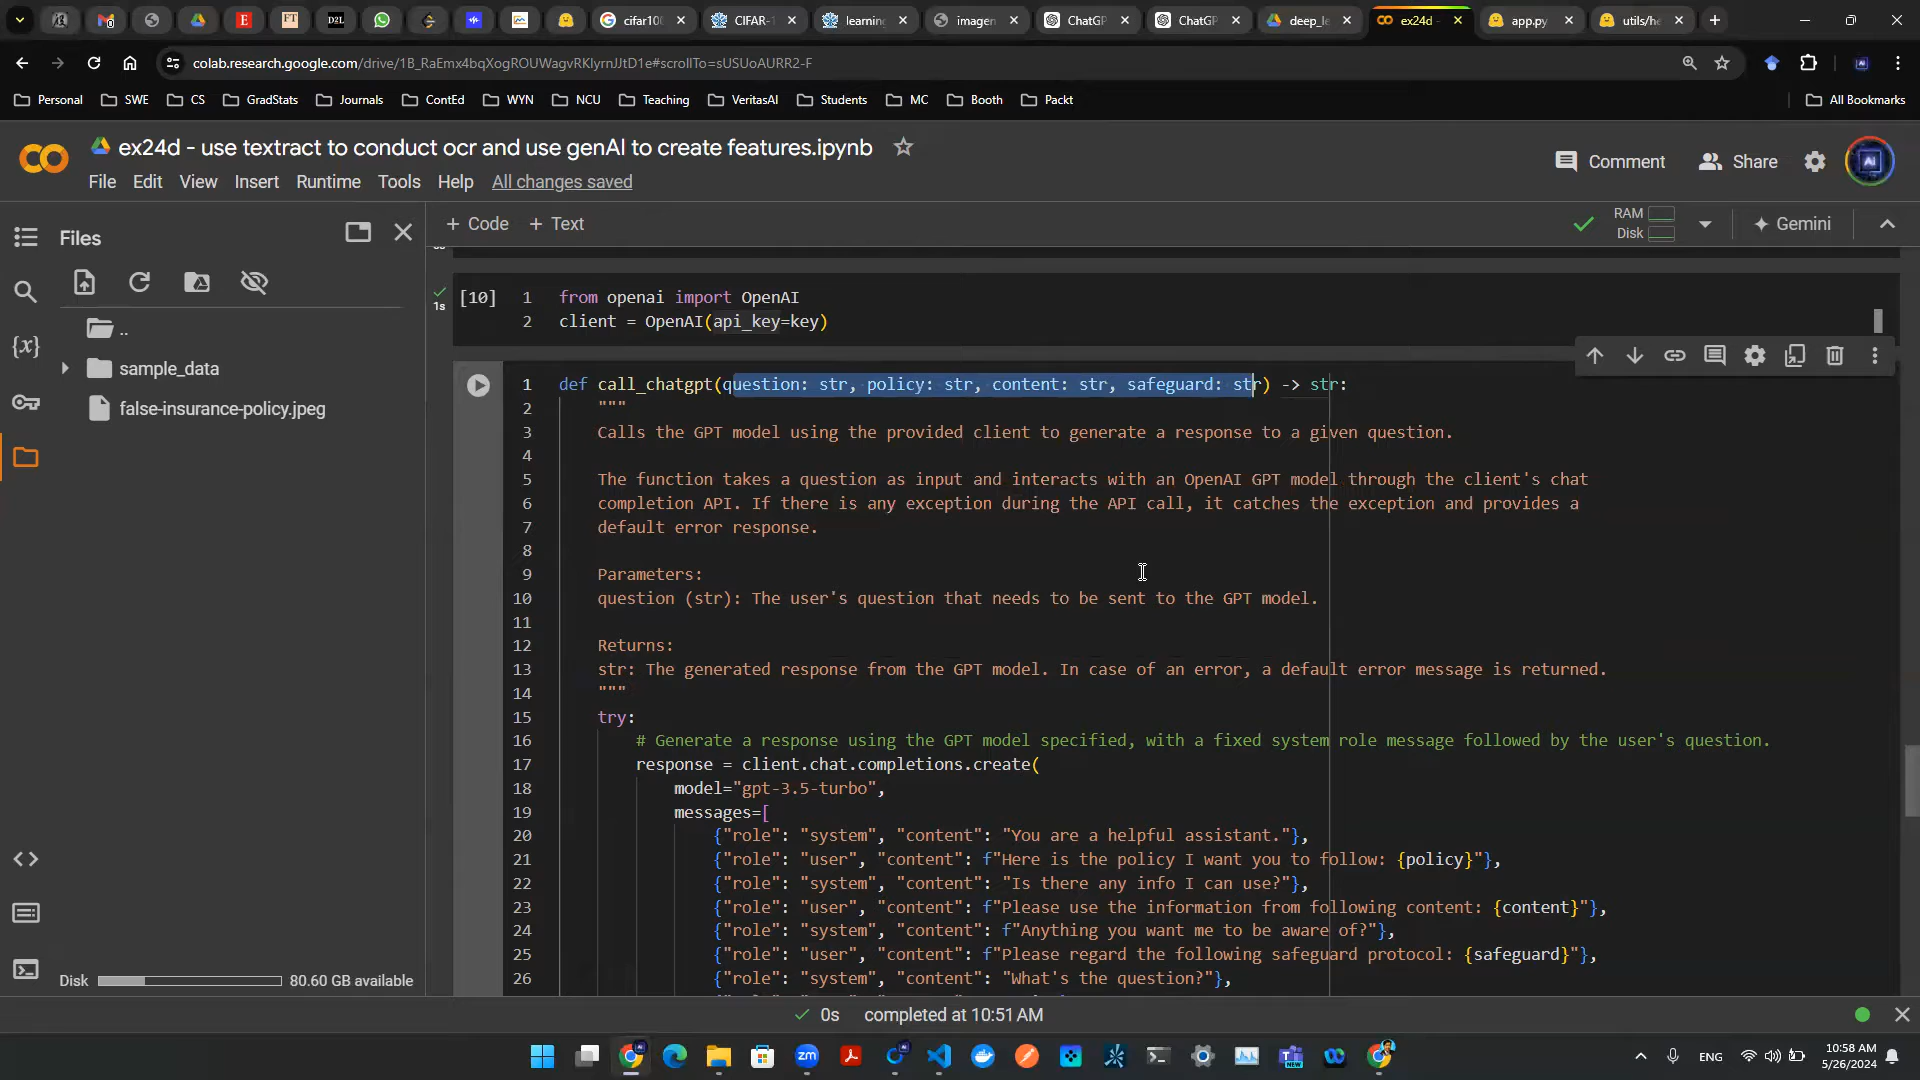 cifar100
CIFAR-1
learning
imagen
ChatGP
ChatGP
deep_le
ex24d -
app.py
utils/he
colab.research.google.com/drive/1B_RaEmx4bqXogROUWagvRKlyrnJJtD1e#scrollTo=sUSUoAURR2-F
Personal SWE CS GradStats Journals ContEd WYN NCU Teaching VeritasAI Students MC Booth Packt All Bookmarks
ex24d - use textract to conduct ocr and use genAI to create features.ipynb
Comment Share
File Edit View Insert Runtime Tools Help All changes saved
Files
+ Code + Text
RAM
Disk
Gemini
..
sample_data
false-insurance-policy.jpeg
Disk 80.60 GB available
1s
[10]
1 from openai import OpenAI
2 client = OpenAI(api_key=key)
1 def call_chatgpt(question: str, policy: str, content: str, safeguard: str) -> str:
2 """
3 Calls the GPT model using the provided client to generate a response to a given question.
4
5 The function takes a question as input and interacts with an OpenAI GPT model through the client's chat
6 completion API. If there is any exception during the API call, it catches the exception and provides a
7 default error response.
8
9 Parameters:
10 question (str): The user's question that needs to be sent to the GPT model.
11
12 Returns:
13 str: The generated response from the GPT model. In case of an error, a default error message is returned.
14 """
15 try:
16 # Generate a response using the GPT model specified, with a fixed system role message followed by the user's question.
17 response = client.chat.completions.create(
18 model="gpt-3.5-turbo",
19 messages=[
20 {"role": "system", "content": "You are a helpful assistant."},
21 {"role": "user", "content": f"Here is the policy I want you to follow: {policy}"},
22 {"role": "system", "content": "Is there any info I can use?"},
23 {"role": "user", "content": f"Please use the information from following content: {content}"},
24 {"role": "system", "content": f"Anything you want me to be aware of?"},
25 {"role": "user", "content": f"Please regard the following safeguard protocol: {safeguard}"},
26 {"role": "system", "content": "What's the question?"},
0s completed at 10:51 AM
ENG
10:58 AM
5/26/2024